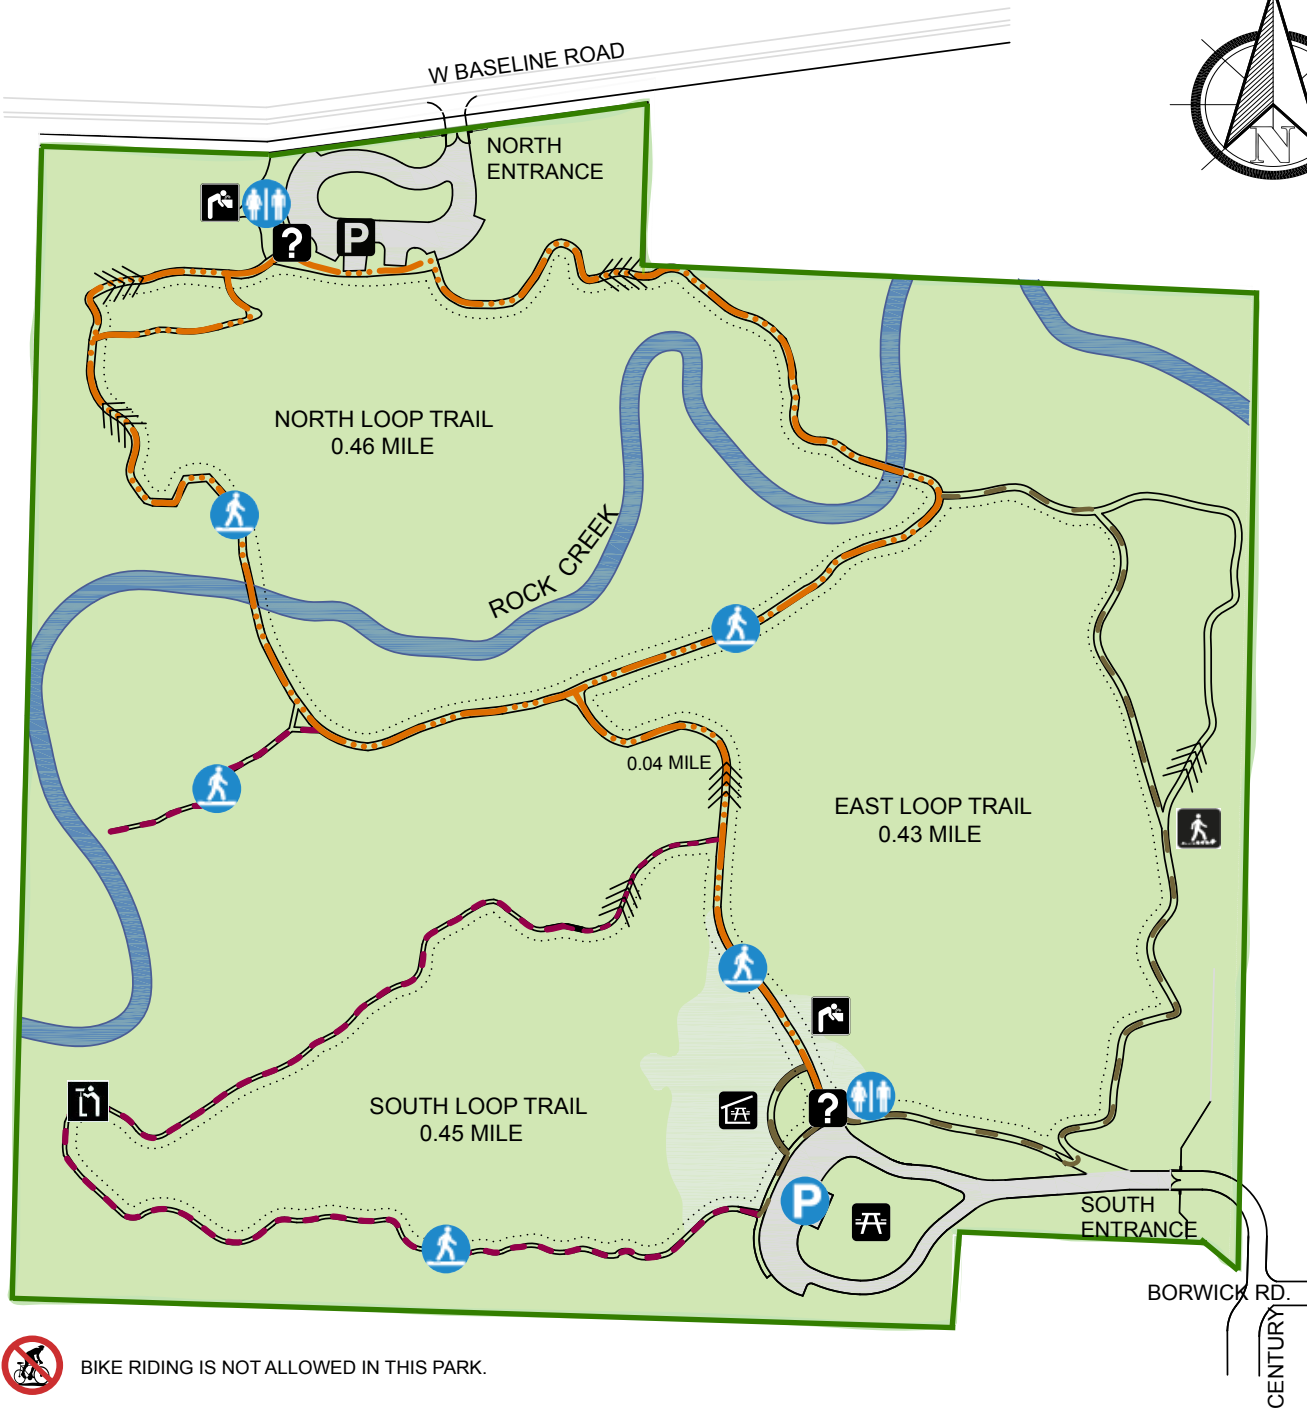 W BASELINE ROAD
N
NORTH
ENTRANCE
?
P
NORTH LOOP TRAIL
0.46 MILE
ROCK CREEK
0.04 MILE
EAST LOOP TRAIL
0.43 MILE
SOUTH LOOP TRAIL
0.45 MILE
?
P
SOUTH
ENTRANCE
BORWICK RD.
CENTURY
BIKE RIDING IS NOT ALLOWED IN THIS PARK.